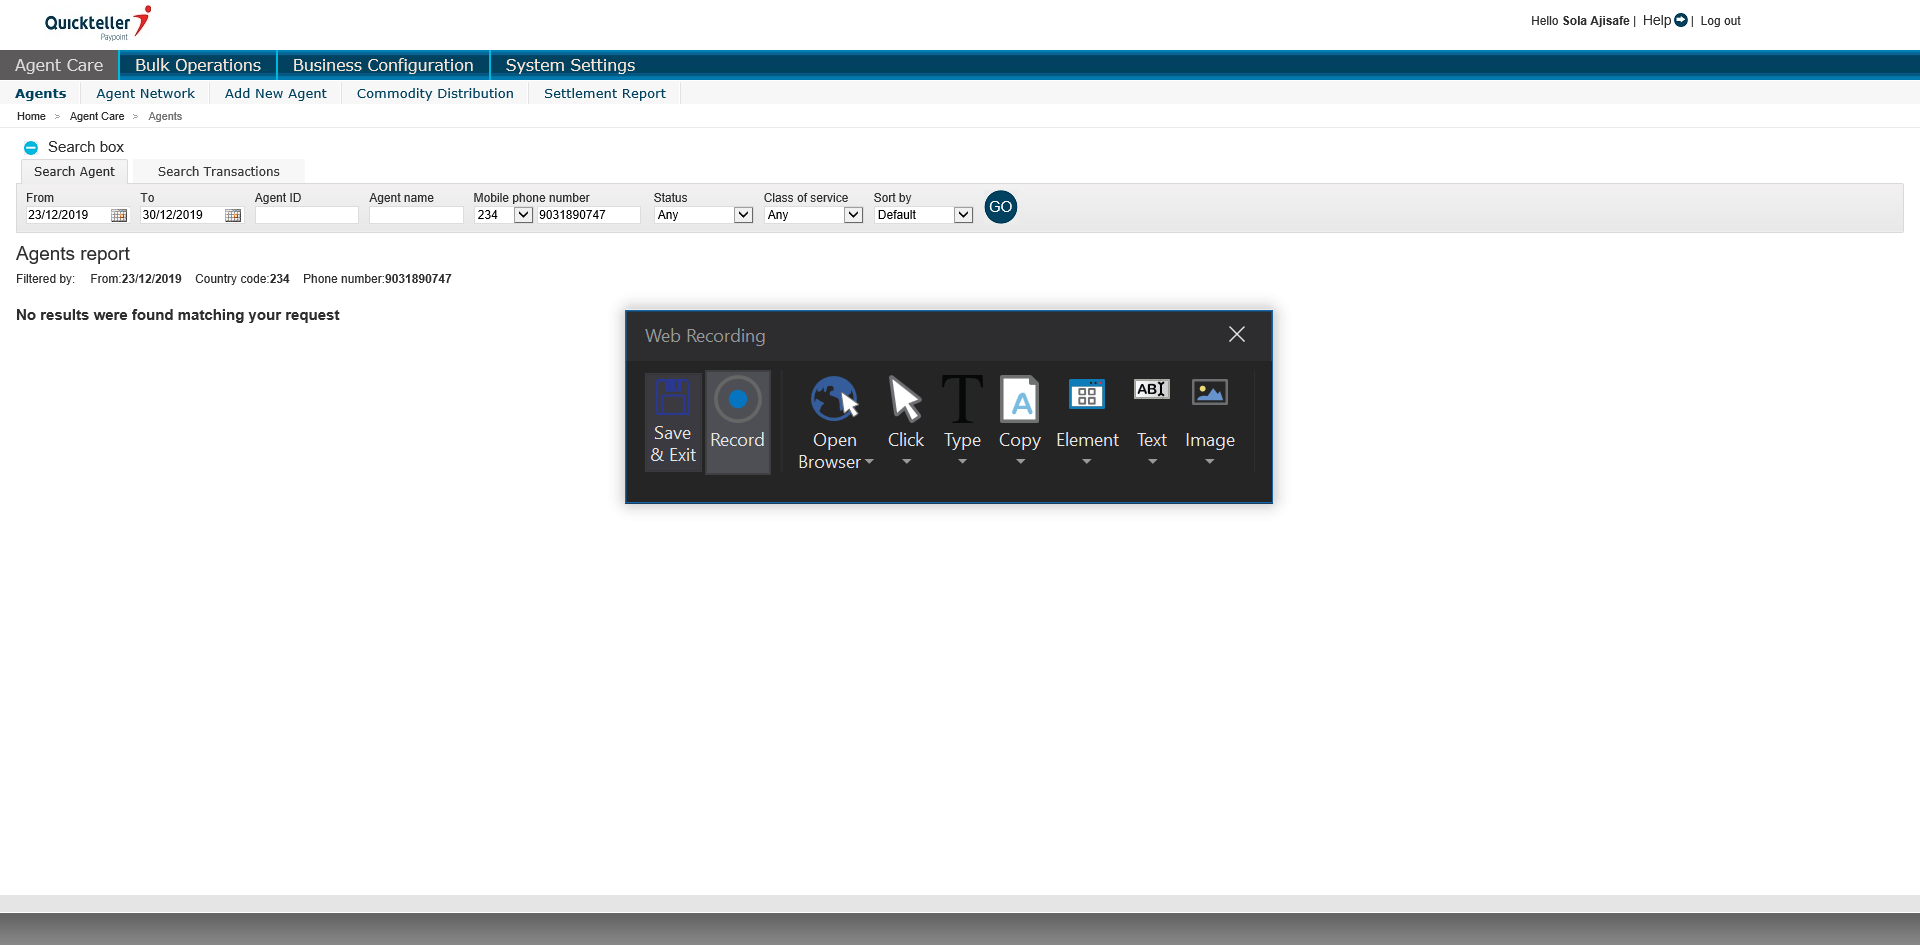 Quickteller
Paypoint
Hello Sola Ajisafe | Help | Log out
Agent Care Bulk Operations Business Configuration System Settings
Agents Agent Network Add New Agent Commodity Distribution Settlement Report
Home > Agent Care > Agents
Search box
Search Agent Search Transactions
From To Agent ID Agent name Mobile phone number Status Class of service Sort by
23/12/2019 30/12/2019 234 9031890747 Any Any Default GO
Agents report
Filtered by: From:23/12/2019 Country code:234 Phone number:9031890747
No results were found matching your request
Web Recording
Save & Exit
Record
Open Browser
Click
Type
Copy
Element
ABI
Text
Image